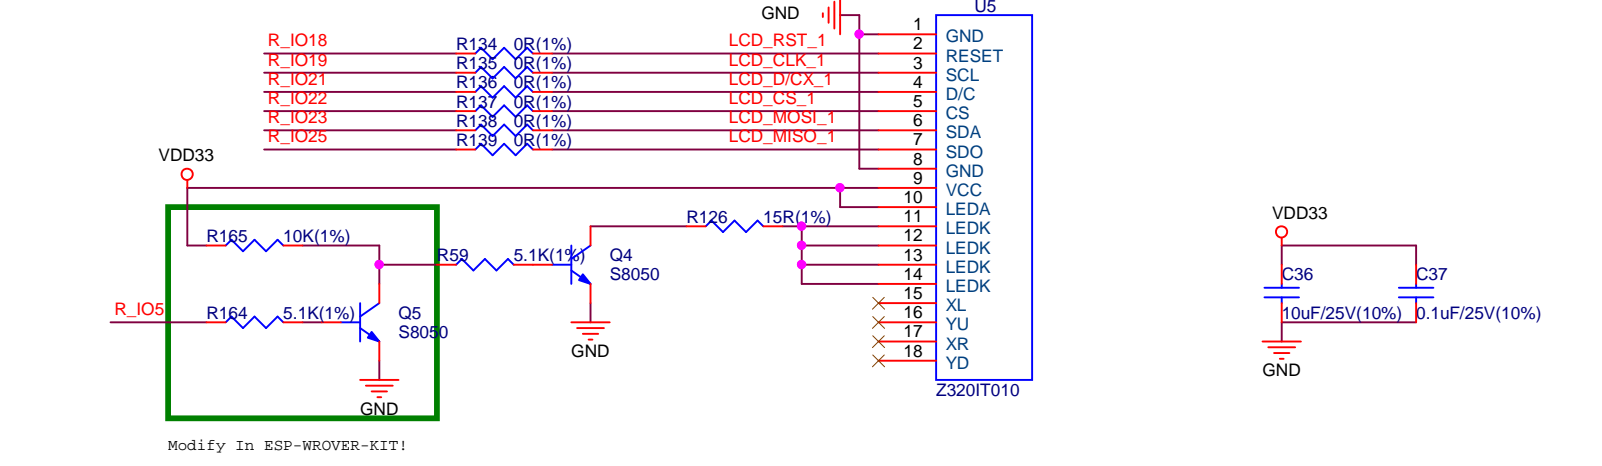 GND
U5
R_IO18 R134 0R(1%) LCD_RST_1 1 GND
R_IO19 R135 0R(1%) LCD_CLK_1 2 RESET
R_IO21 R136 0R(1%) LCD_D/CX_1 3 SCL
R_IO22 R137 0R(1%) LCD_CS_1 4 D/C
R_IO23 R138 0R(1%) LCD_MOSI_1 5 CS
R_IO25 R139 0R(1%) LCD_MISO_1 6 SDA
7 SDO
VDD33
8 GND
9 VCC
10 LEDA
R126 15R(1%) 11 LEDK
12 LEDK
13 LEDK
14 LEDK
15 XL
16 YU
17 XR
18 YD
Z320IT010
R165 10K(1%)
R59 5.1K(1%) Q4
S8050
GND
R_IO5 R164 5.1K(1%) Q5
S8050
GND
Modify In ESP-WROVER-KIT!
VDD33
C36 C37
10uF/25V(10%) 0.1uF/25V(10%)
GND